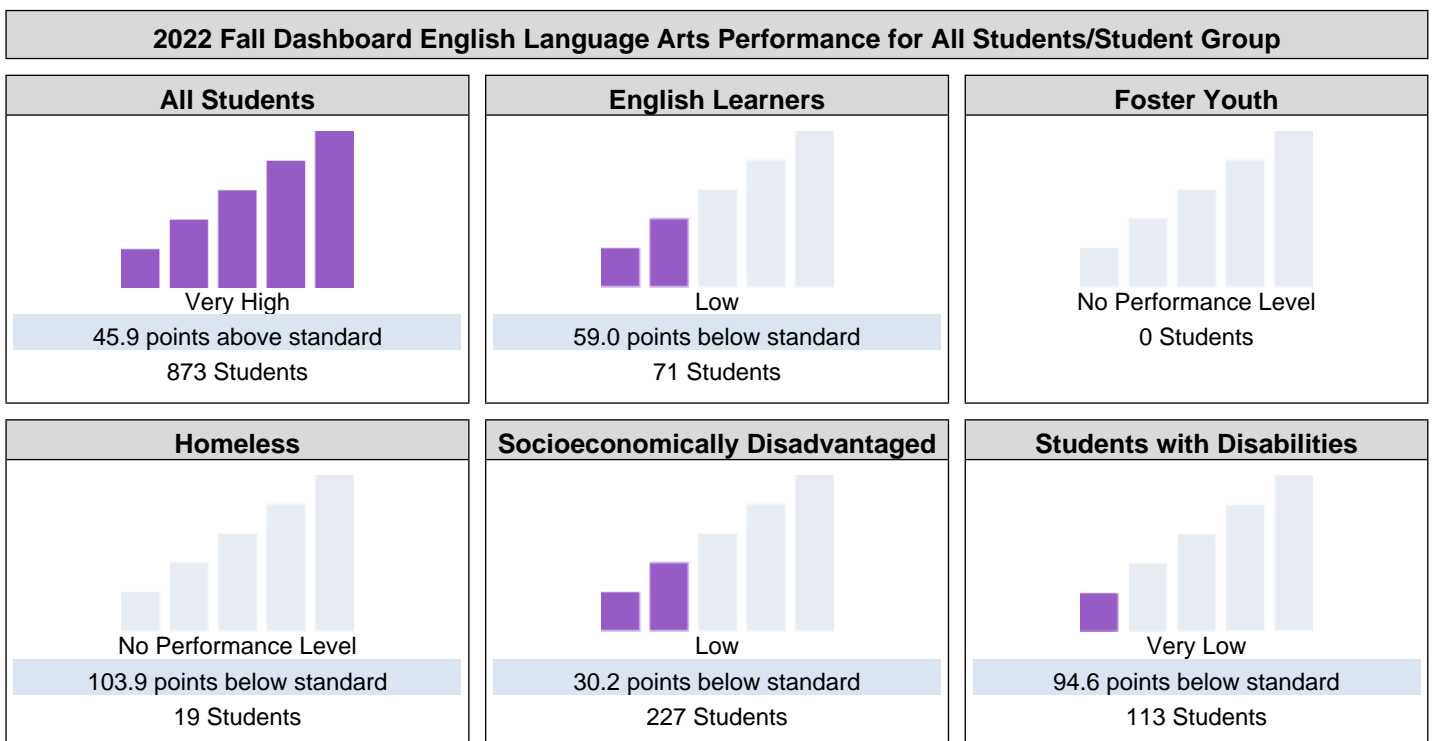 2022 Fall Dashboard English Language Arts Performance for All Students/Student Group
All Students
Very High
45.9 points above standard
873 Students
English Learners
Low
59.0 points below standard
71 Students
Foster Youth
No Performance Level
0 Students
Homeless
No Performance Level
103.9 points below standard
19 Students
Socioeconomically Disadvantaged
Low
30.2 points below standard
227 Students
Students with Disabilities
Very Low
94.6 points below standard
113 Students